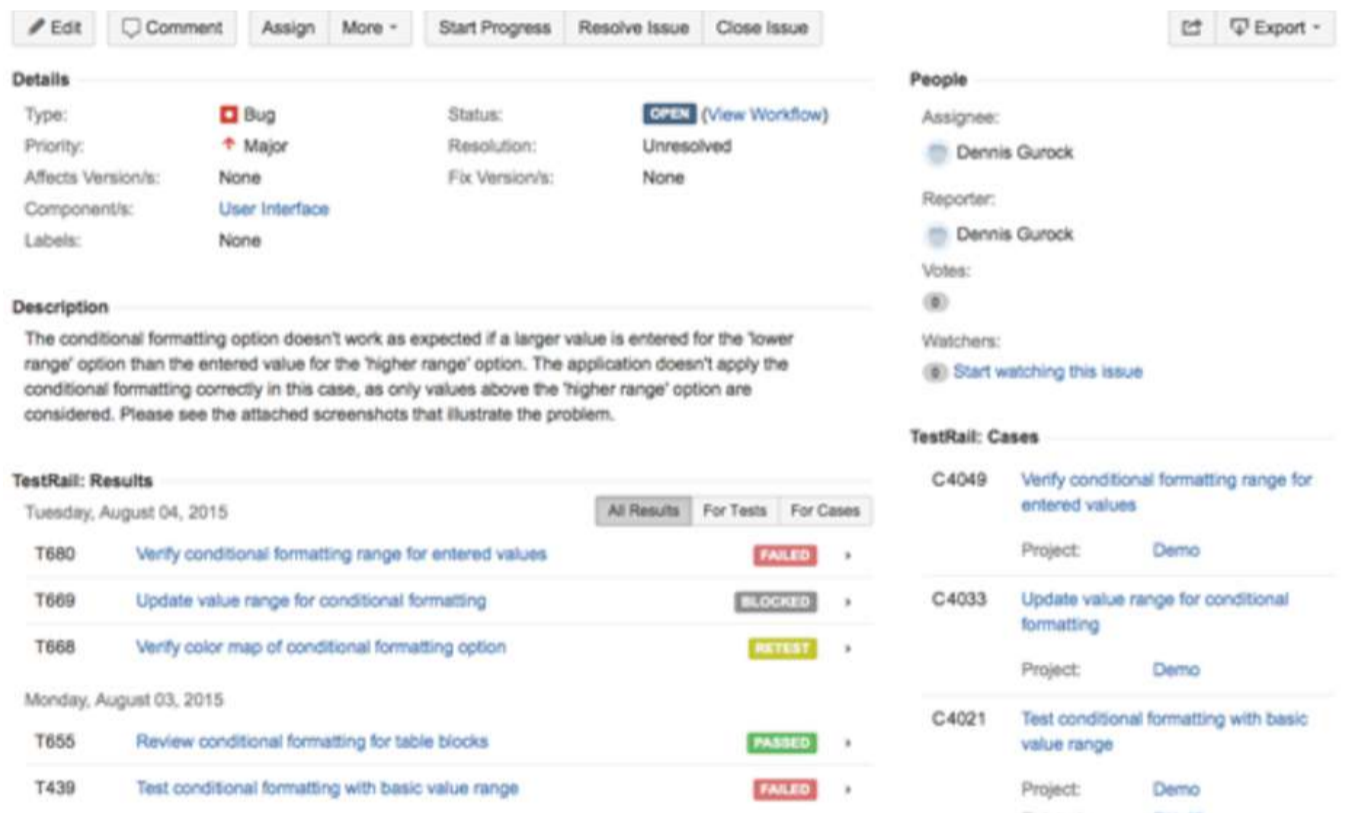 Edit Comment Assign More Start Progress Resolve Issue Close Issue Export
Details
Type: Bug Status: OPEN (View Workflow)
Priority: Major Resolution: Unresolved
Affects Version/s: None Fix Version/s: None
Component/s: User Interface
Labels: None
Description
The conditional formatting option doesn't work as expected if a larger value is entered for the 'lower
range' option than the entered value for the 'higher range' option. The application doesn't apply the
conditional formatting correctly in this case, as only values above the 'higher range' option are
considered. Please see the attached screenshots that illustrate the problem.
TestRail: Results
Tuesday, August 04, 2015 All Results For Tests For Cases
T680 Verify conditional formatting range for entered values FAILED
T669 Update value range for conditional formatting BLOCKED
T668 Verify color map of conditional formatting option RETEST
Monday, August 03, 2015
T655 Review conditional formatting for table blocks PASSED
T439 Test conditional formatting with basic value range FAILED
People
Assignee:
Dennis Gurock
Reporter:
Dennis Gurock
Votes:
0
Watchers:
0 Start watching this issue
TestRail: Cases
C4049 Verify conditional formatting range for
entered values
Project: Demo
C4033 Update value range for conditional
formatting
Project: Demo
C4021 Test conditional formatting with basic
value range
Project: Demo